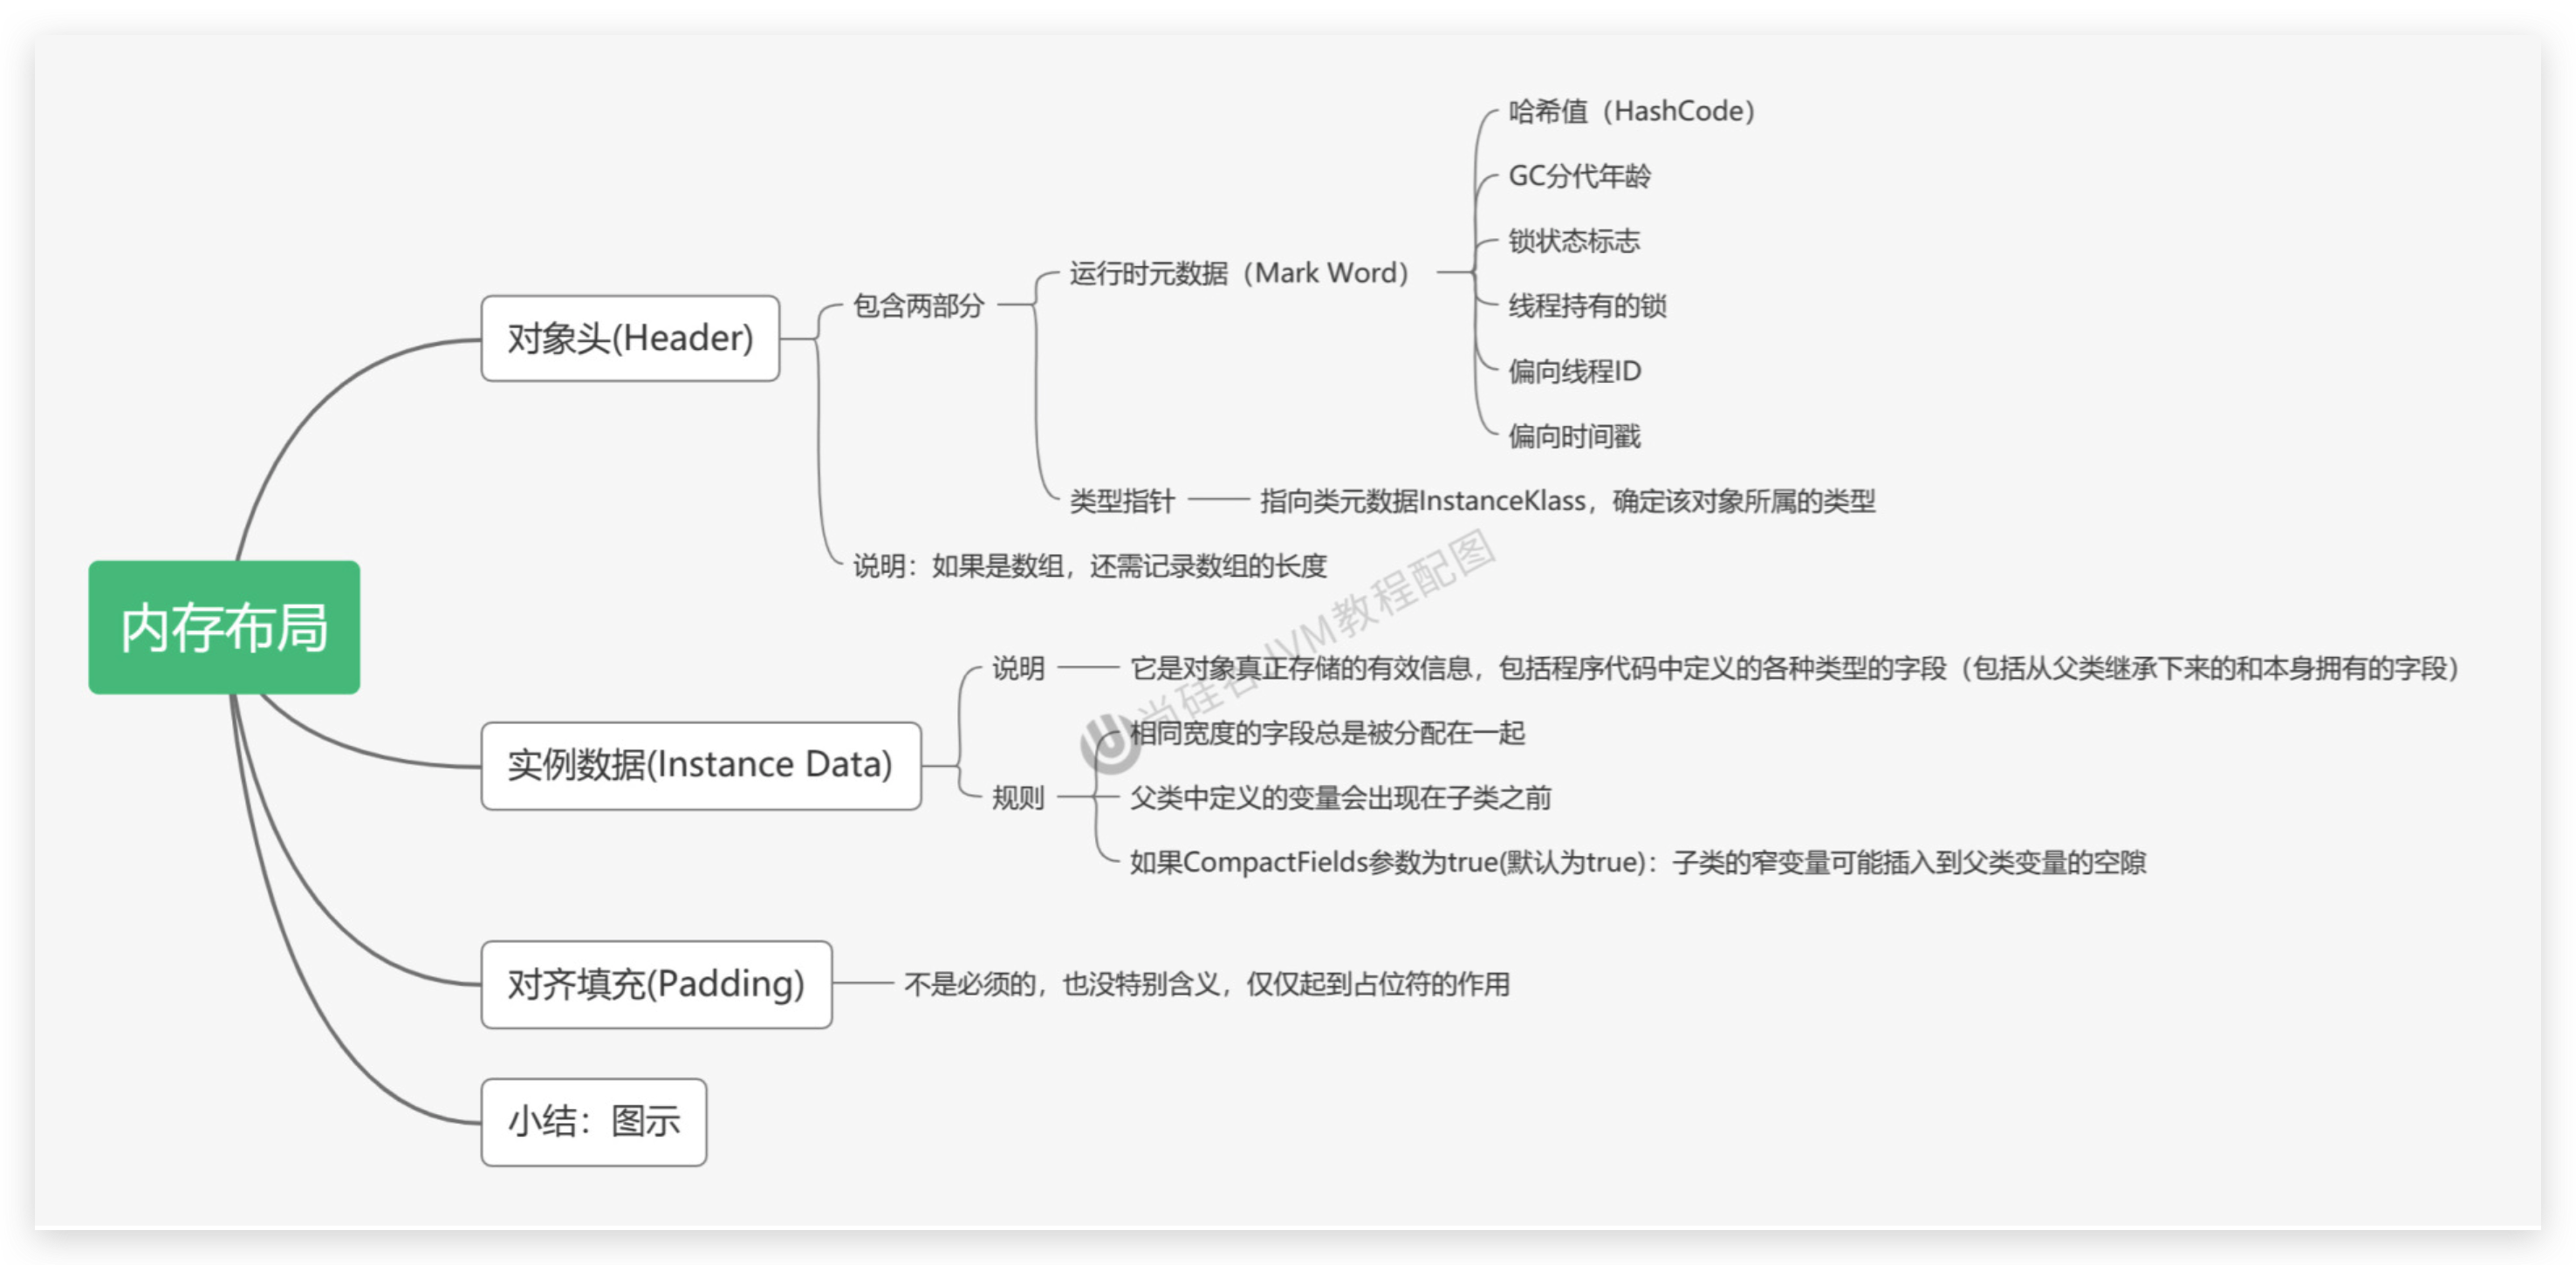 内存布局
对象头(Header)
包含两部分
运行时元数据（Mark Word）
哈希值（HashCode）
GC分代年龄
锁状态标志
线程持有的锁
偏向线程ID
偏向时间戳
类型指针
指向类元数据InstanceKlass，确定该对象所属的类型
说明：如果是数组，还需记录数组的长度
实例数据(Instance Data)
说明
它是对象真正存储的有效信息，包括程序代码中定义的各种类型的字段（包括从父类继承下来的和本身拥有的字段）
规则
相同宽度的字段总是被分配在一起
父类中定义的变量会出现在子类之前
如果CompactFields参数为true(默认为true)：子类的窄变量可能插入到父类变量的空隙
对齐填充(Padding)
不是必须的，也没特别含义，仅仅起到占位符的作用
小结：图示
尚硅谷JVM教程配图